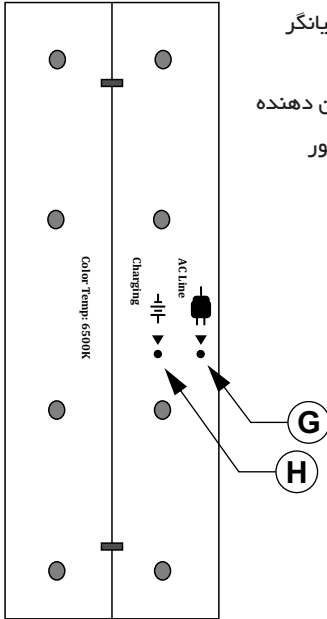 یانگر
ن دهنده
ور
AC Line
Charging
Color Temp: 6500K
G
H